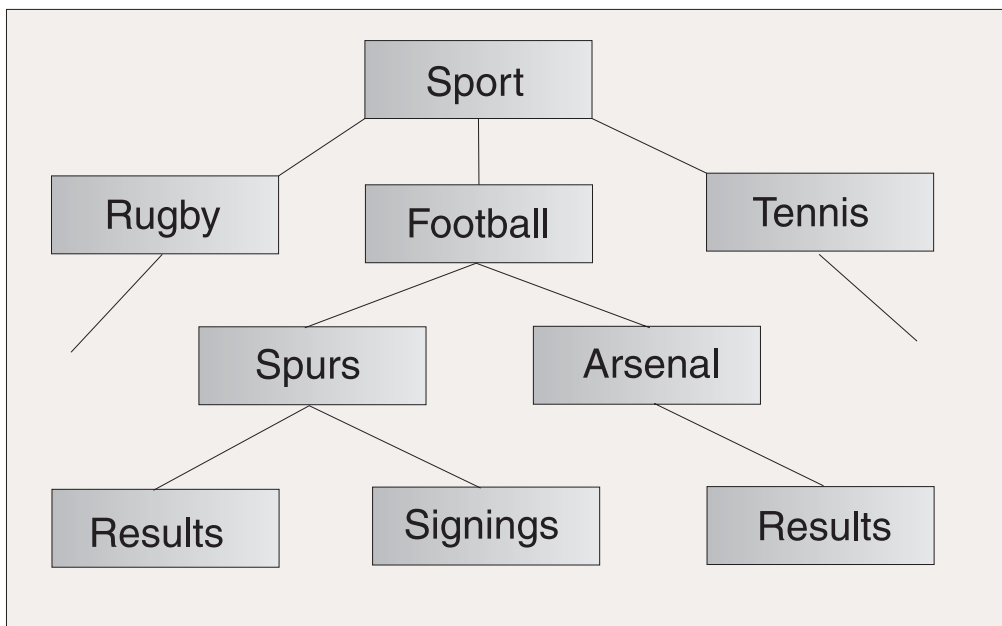 Sport
Rugby
Football
Tennis
Spurs
Arsenal
Results
Signings
Results